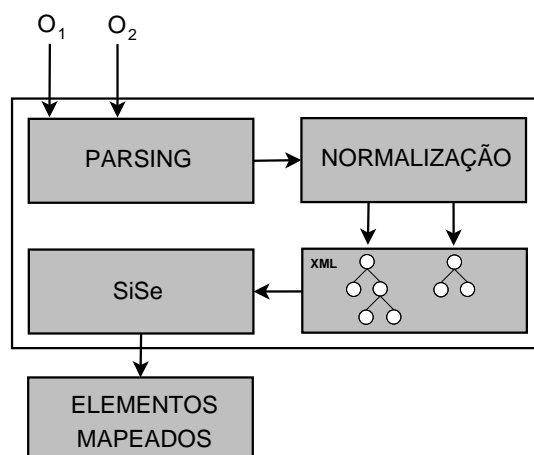 O₁ O₂
PARSING
NORMALIZAÇÃO
XML
SiSe
ELEMENTOS
MAPEADOS